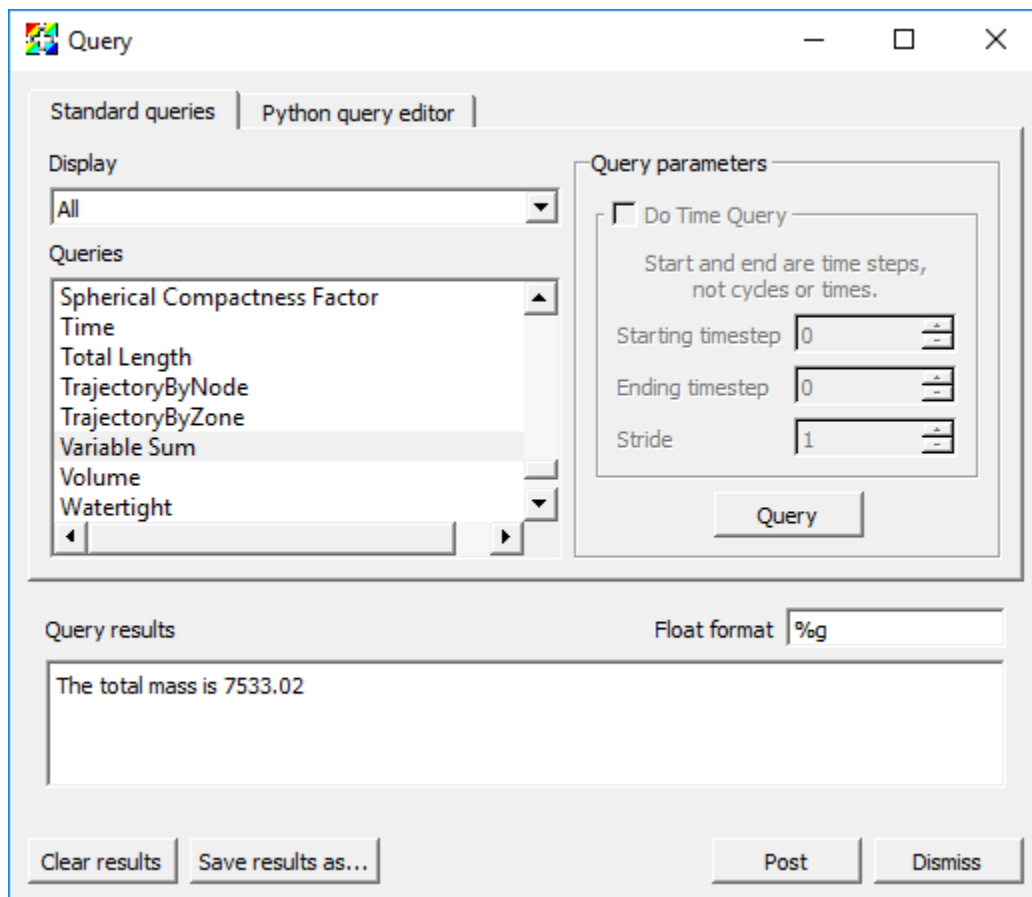 Query
Standard queries
Python query editor
Display
All
Queries
Spherical Compactness Factor
Time
Total Length
TrajectoryByNode
TrajectoryByZone
Variable Sum
Volume
Watertight
Query parameters
Do Time Query
Start and end are time steps,
not cycles or times.
Starting timestep 0
Ending timestep 0
Stride 1
Query
Query results
Float format %g
The total mass is 7533.02
Clear results
Save results as...
Post
Dismiss